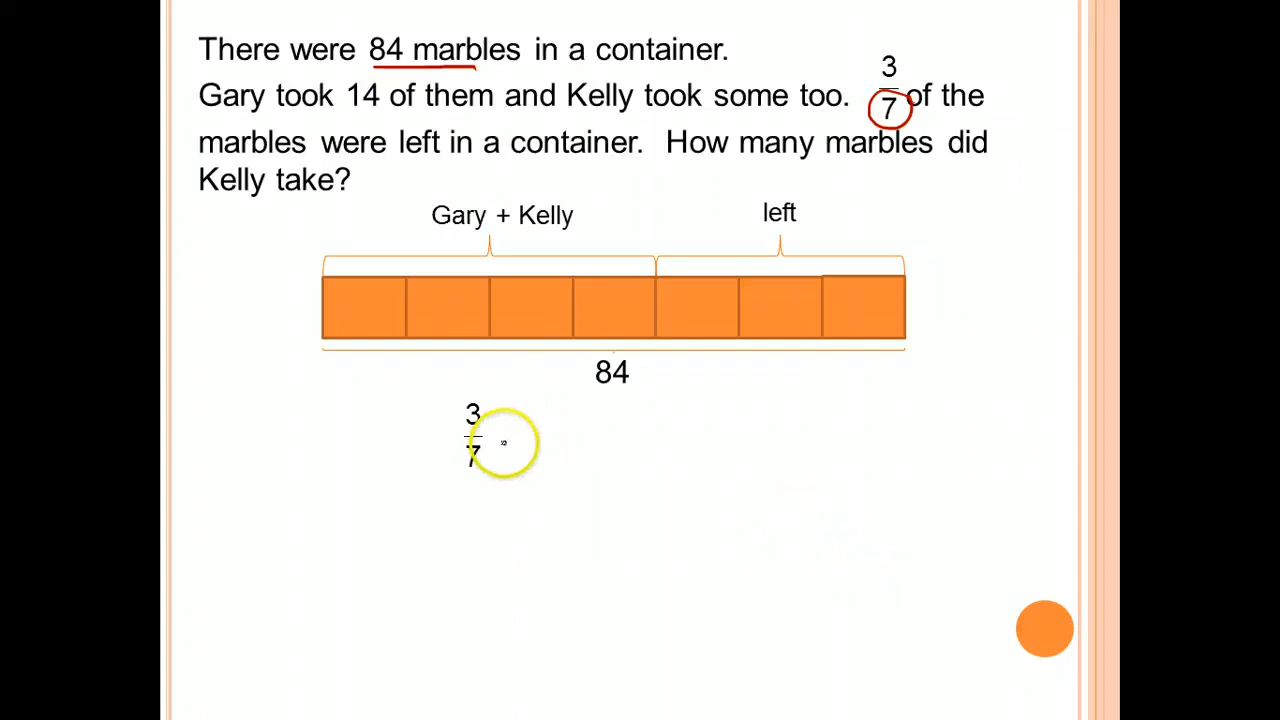 There were 84 marbles in a container.
Gary took 14 of them and Kelly took some too. 3/7 of the
marbles were left in a container. How many marbles did
Kelly take?
Gary + Kelly
left
84
3/7